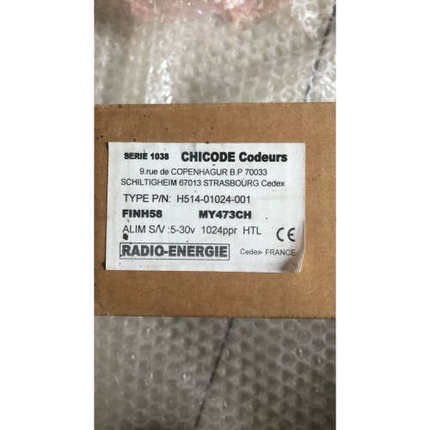 SERIE 1038 CHICODE Codeurs
9.rue de COPENHAGUR B.P 70033
SCHILTIGHEIM 67013 STRASBOURG Cedex
TYPE P/N: H514-01024-001
FINH58 MY473CH
ALIM S/V :5-30v 1024ppr HTL CE
RADIO-ENERGIE Cedex- FRANCE